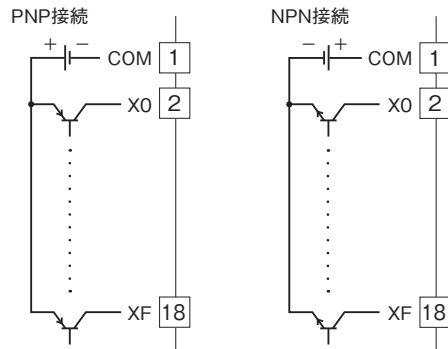 PNP接続
+ − COM 1
X0 2
XF 18
NPN接続
− + COM 1
X0 2
XF 18